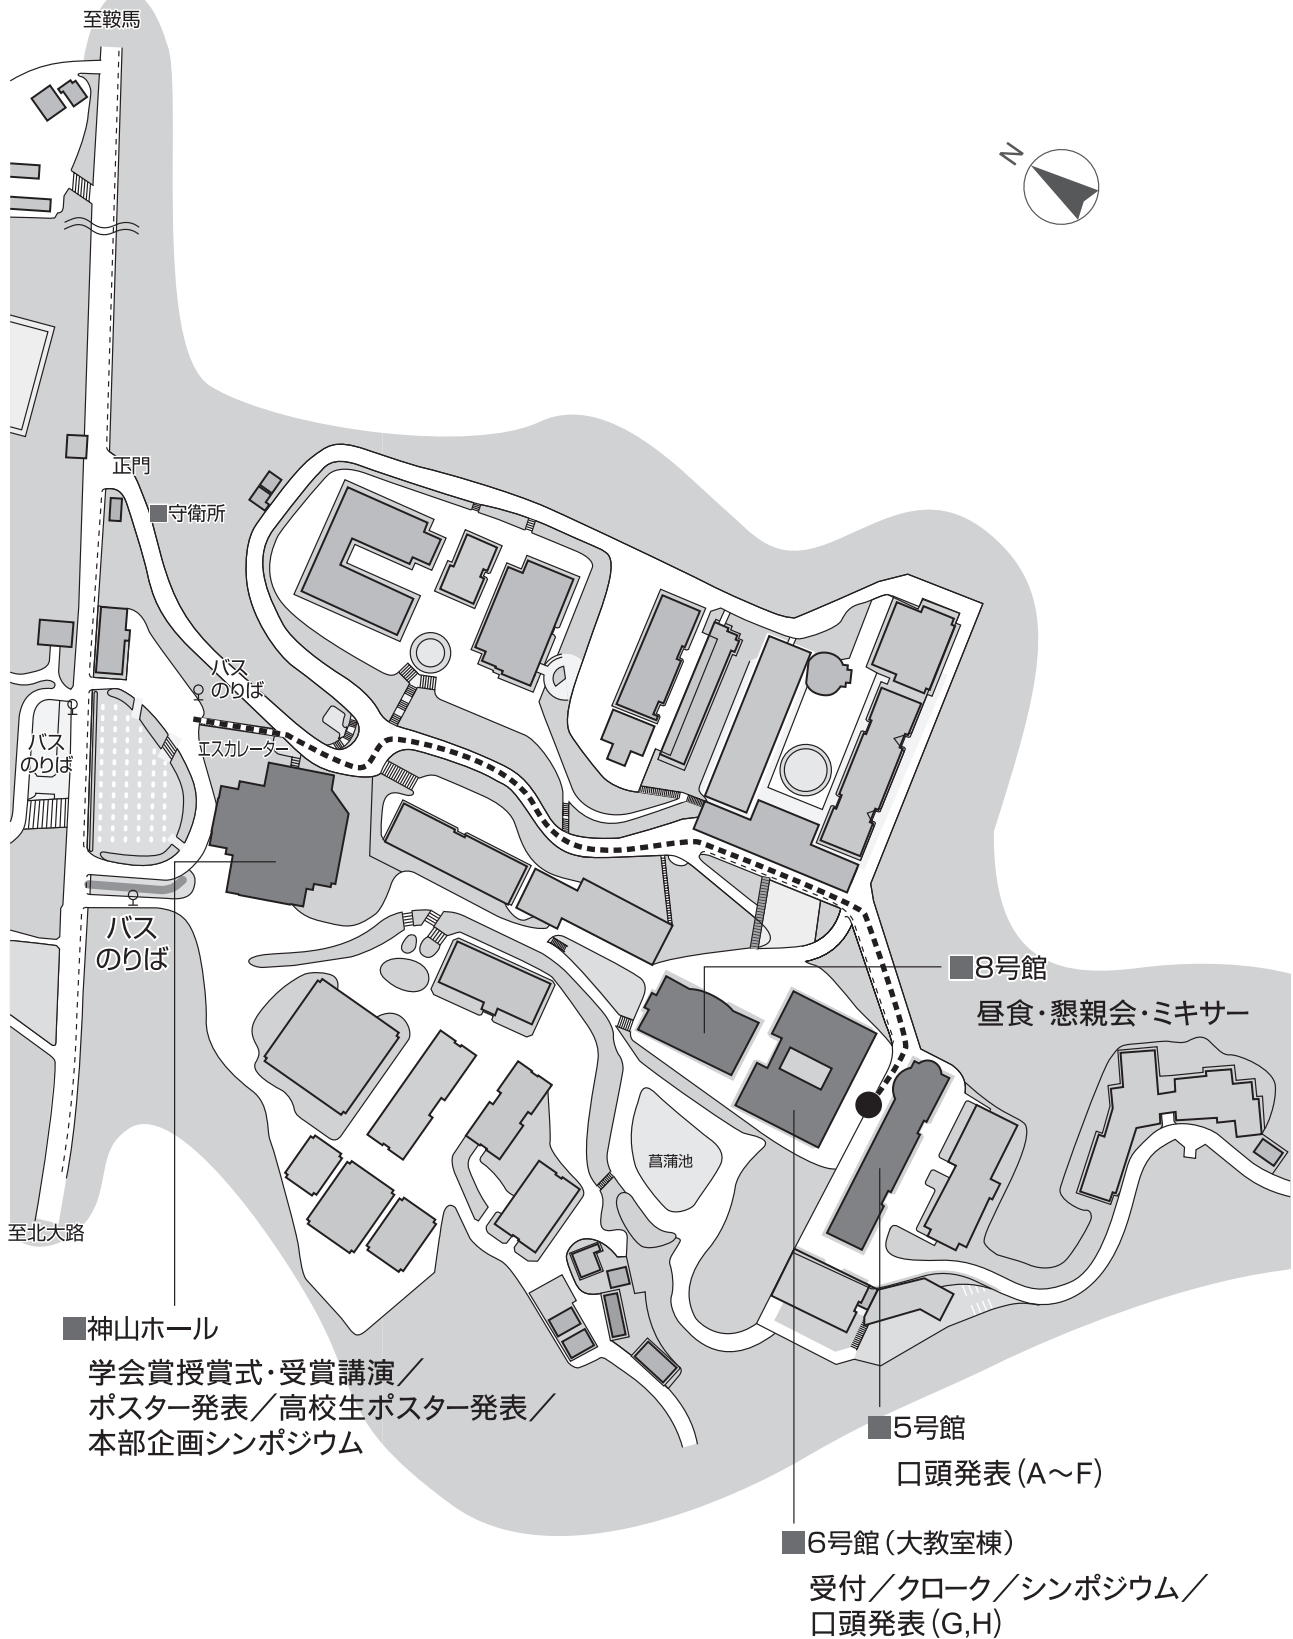 至鞍馬
N
正門
■守衛所
バス
のりば
エスカレーター
バス
のりば
バス
のりば
■8号館
昼食・懇親会・ミキサー
菖蒲池
至北大路
■神山ホール
学会賞授賞式・受賞講演／
ポスター発表／高校生ポスター発表／
本部企画シンポジウム
■5号館
口頭発表（A～F）
■6号館（大教室棟）
受付／クローク／シンポジウム／
口頭発表（G,H）